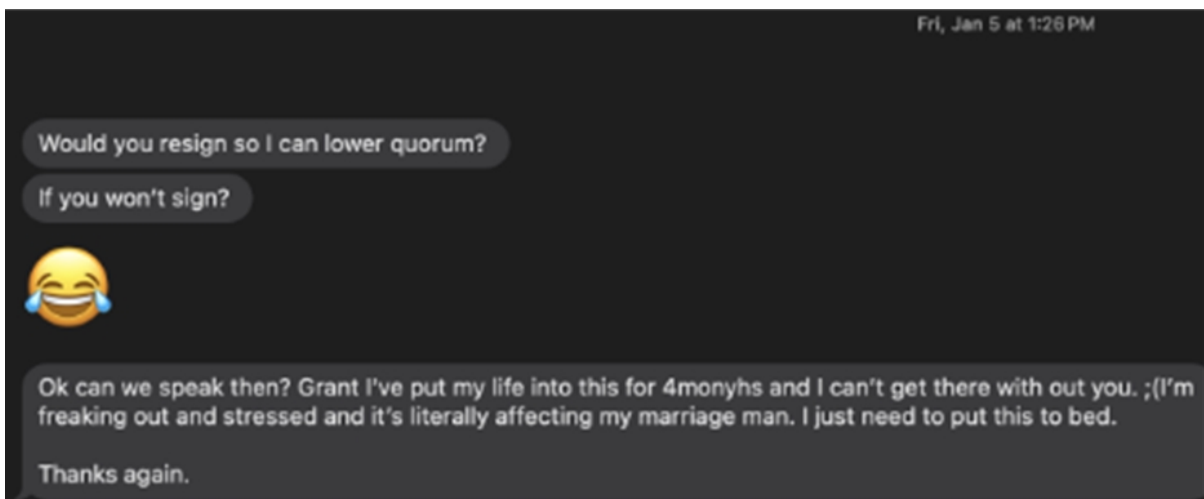 Fri, Jan 5 at 1:26 PM
Would you resign so I can lower quorum?
If you won't sign?
Ok can we speak then? Grant I've put my life into this for 4monyhs and I can't get there with out you. ;(I'm
freaking out and stressed and it's literally affecting my marriage man. I just need to put this to bed.
Thanks again.